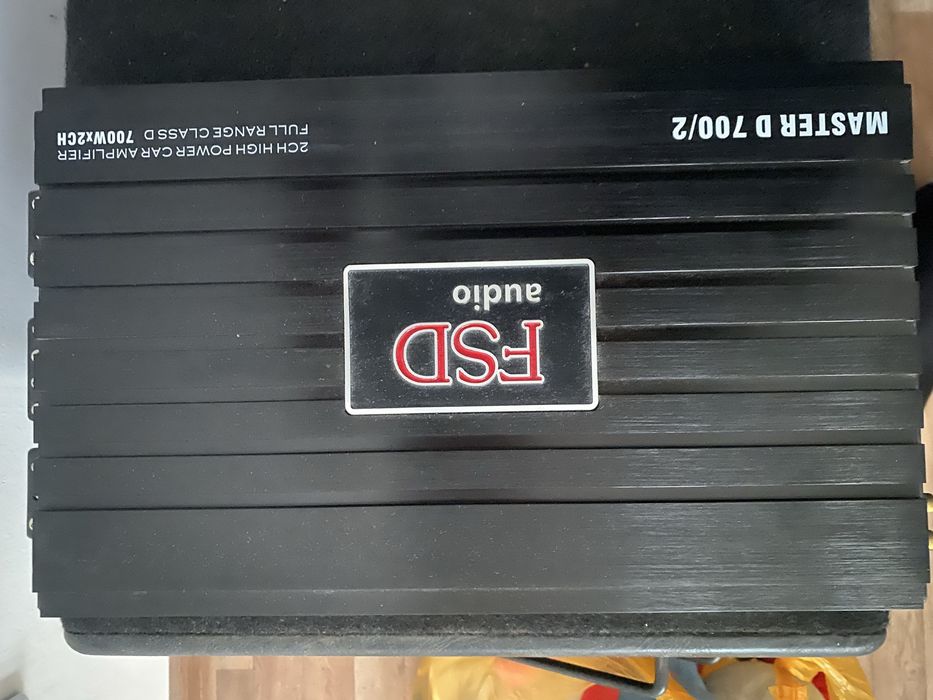 FSD
audio
MASTER D 700/2
2CH HIGH POWER CAR AMPLIFIER
FULL RANGE CLASS D 700Wx2CH